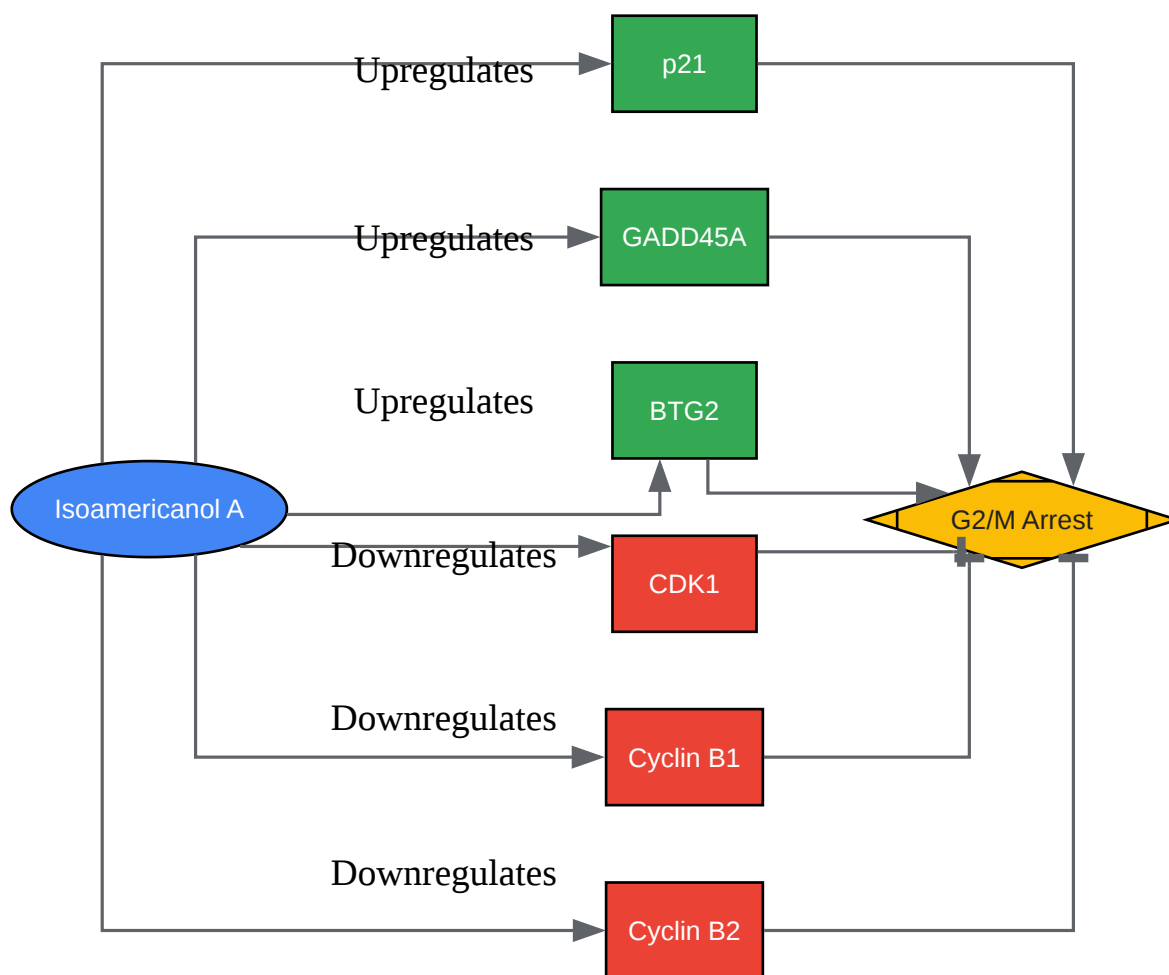 p21
Upregulates
GADD45A
Upregulates
BTG2
Upregulates
Isoamericanol A
G2/M Arrest
Downregulates
CDK1
Downregulates
Cyclin B1
Downregulates
Cyclin B2